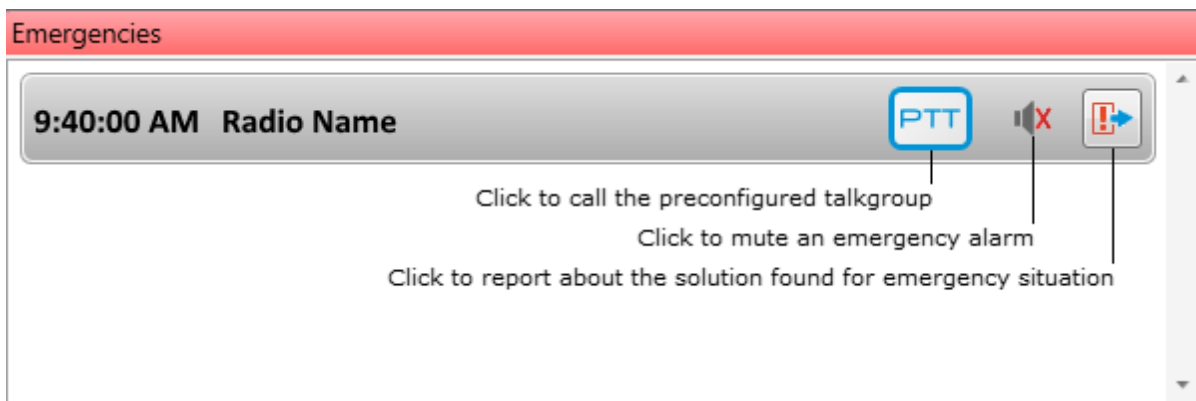 Emergencies
9:40:00 AM Radio Name PTT
Click to call the preconfigured talkgroup
Click to mute an emergency alarm
Click to report about the solution found for emergency situation